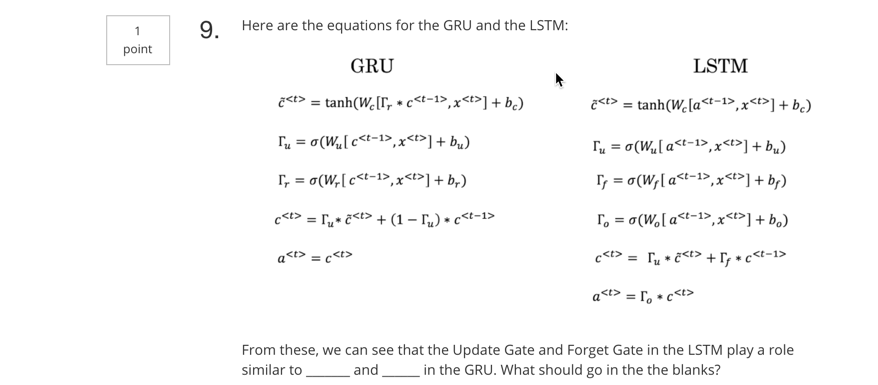 1
point
9.
Here are the equations for the GRU and the LSTM:
GRU
c̃<t> = tanh(Wc[Γr * c<t−1>, x<t>] + bc)
Γu = σ(Wu[ c<t−1>, x<t>] + bu)
Γr = σ(Wr[ c<t−1>, x<t>] + br)
c<t> = Γu * c̃<t> + (1 − Γu) * c<t−1>
a<t> = c<t>
LSTM
c̃<t> = tanh(Wc[a<t−1>, x<t>] + bc)
Γu = σ(Wu[ a<t−1>, x<t>] + bu)
Γf = σ(Wf[ a<t−1>, x<t>] + bf)
Γo = σ(Wo[ a<t−1>, x<t>] + bo)
c<t> = Γu * c̃<t> + Γf * c<t−1>
a<t> = Γo * c<t>
From these, we can see that the Update Gate and Forget Gate in the LSTM play a role
similar to ______ and _____ in the GRU. What should go in the the blanks?